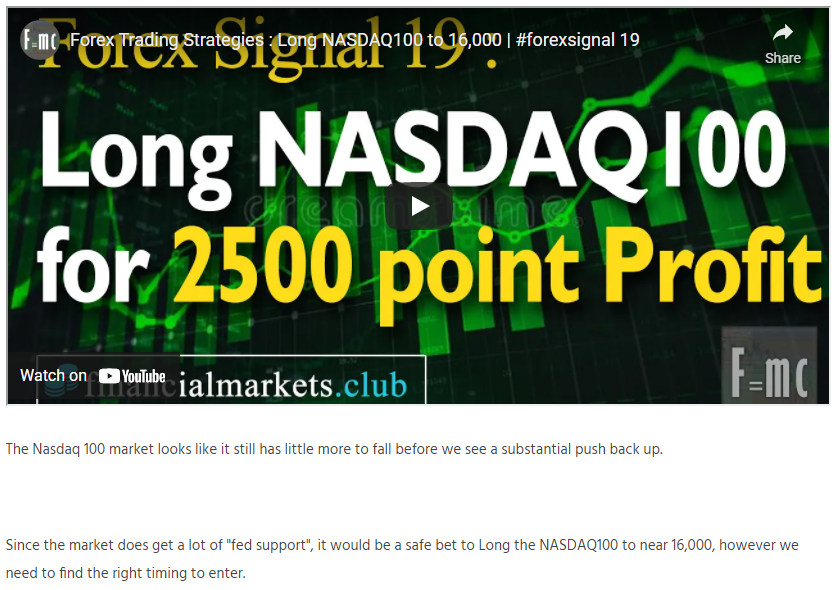 Forex Signal 19 :
F=mc Forex Trading Strategies : Long NASDAQ100 to 16,000 | #forexsignal 19
Share
Long NASDAQ100
for 2500 point Profit
Watch on YouTube
financialmarkets.club
F=mc
The Nasdaq 100 market looks like it still has little more to fall before we see a substantial push back up.
Since the market does get a lot of "fed support", it would be a safe bet to Long the NASDAQ100 to near 16,000, however we
need to find the right timing to enter.